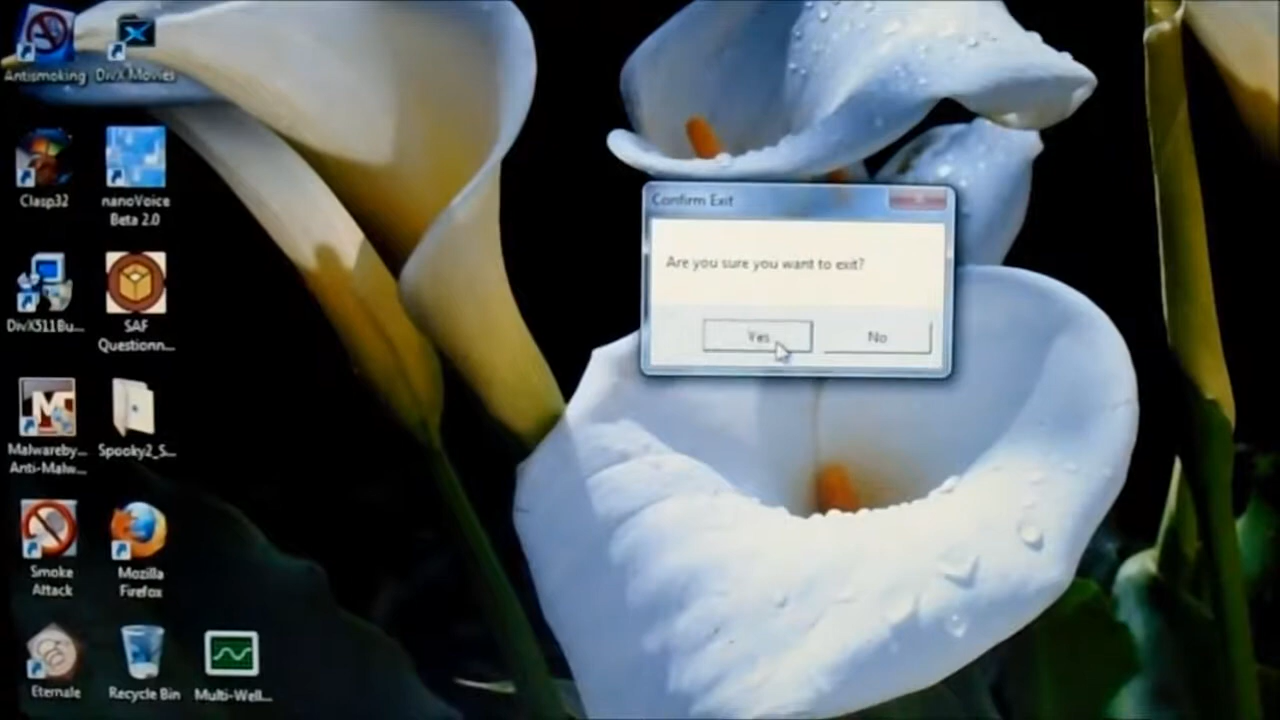 Antismoking
DivX Movies
Clasp32
nanoVoice
Beta 2.0
DivX511Bu...
SAF
Questionn...
Malwareby...
Anti-Malw...
Spooky2_S...
Smoke
Attack
Mozilla
Firefox
Eternale
Recycle Bin
Multi-Well...
Confirm Exit
Are you sure you want to exit?
Yes
No